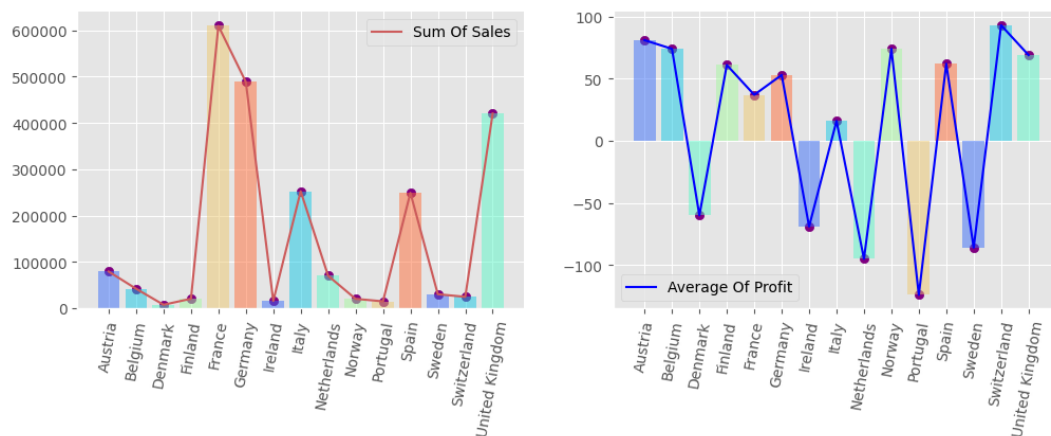 600000
500000
400000
300000
200000
100000
0
Sum Of Sales
Austria
Belgium
Denmark
Finland
France
Germany
Ireland
Italy
Netherlands
Norway
Portugal
Spain
Sweden
Switzerland
United Kingdom
100
50
0
−50
−100
Average Of Profit
Austria
Belgium
Denmark
Finland
France
Germany
Ireland
Italy
Netherlands
Norway
Portugal
Spain
Sweden
Switzerland
United Kingdom